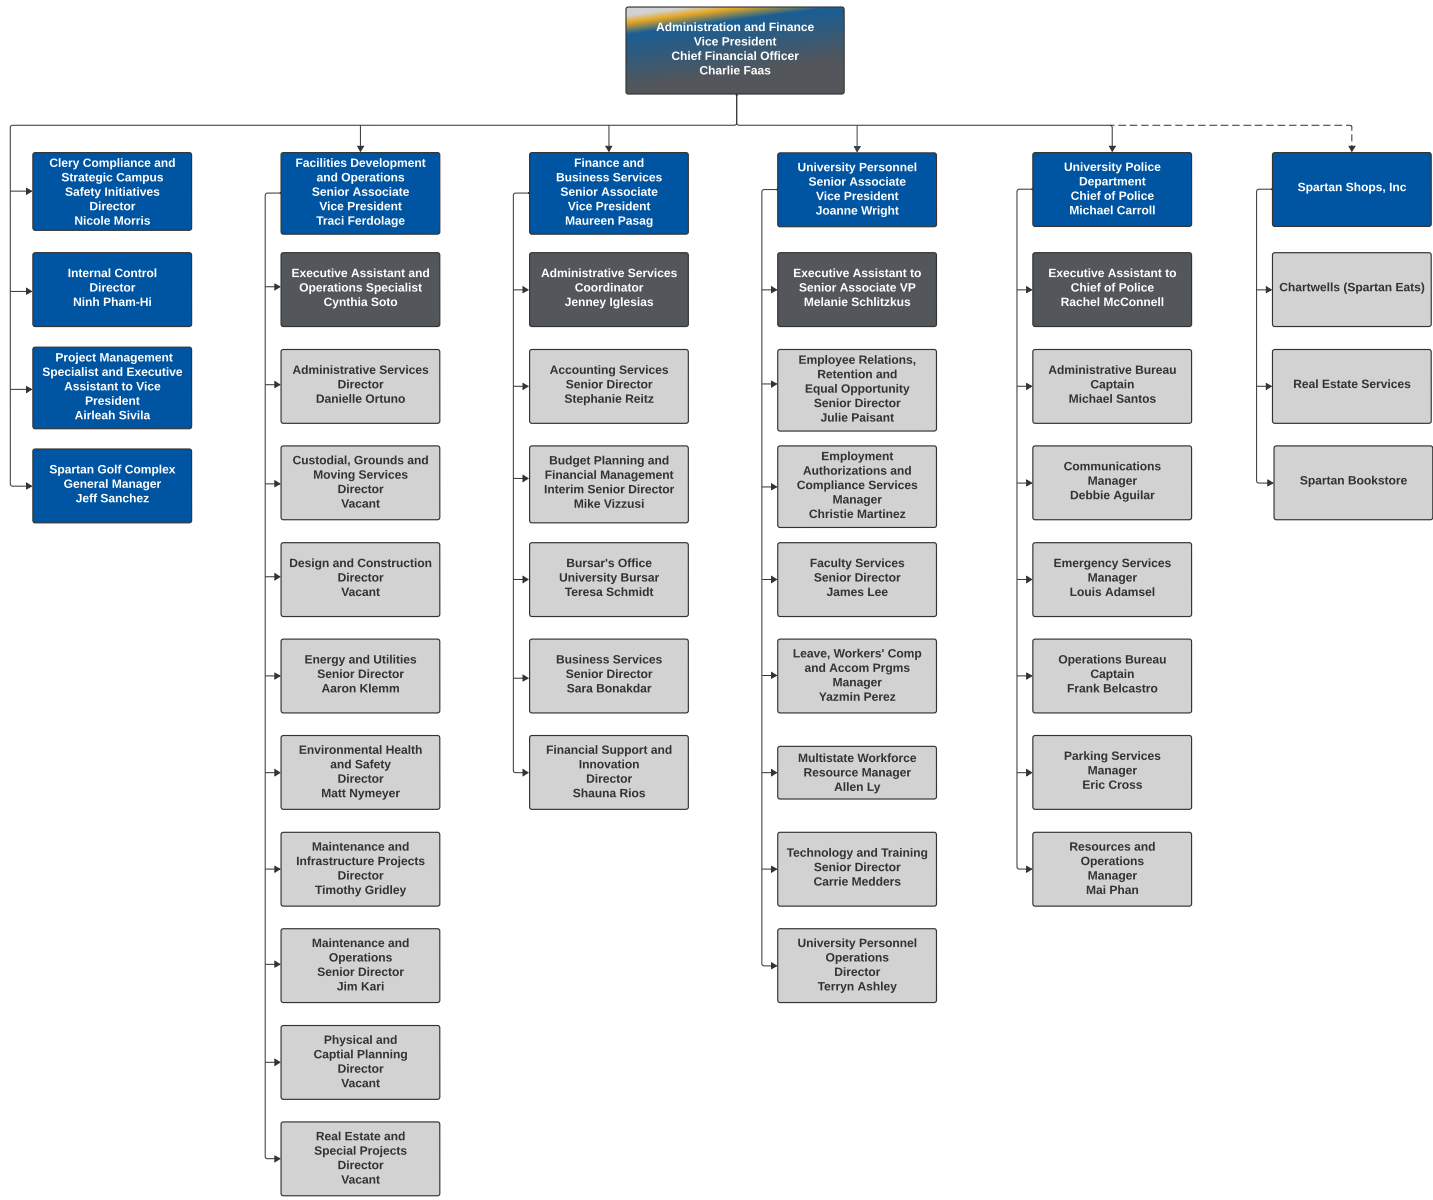 Administration and Finance
Vice President
Chief Financial Officer
Charlie Faas
Clery Compliance and
Strategic Campus
Safety Initiatives
Director
Nicole Morris
Internal Control
Director
Ninh Pham-Hi
Project Management
Specialist and Executive
Assistant to Vice
President
Airleah Sivila
Spartan Golf Complex
General Manager
Jeff Sanchez
Facilities Development
and Operations
Senior Associate
Vice President
Traci Ferdolage
Executive Assistant and
Operations Specialist
Cynthia Soto
Administrative Services
Director
Danielle Ortuno
Custodial, Grounds and
Moving Services
Director
Vacant
Design and Construction
Director
Vacant
Energy and Utilities
Senior Director
Aaron Klemm
Environmental Health
and Safety
Director
Matt Nymeyer
Maintenance and
Infrastructure Projects
Director
Timothy Gridley
Maintenance and
Operations
Senior Director
Jim Kari
Physical and
Captial Planning
Director
Vacant
Real Estate and
Special Projects
Director
Vacant
Finance and
Business Services
Senior Associate
Vice President
Maureen Pasag
Administrative Services
Coordinator
Jenney Iglesias
Accounting Services
Senior Director
Stephanie Reitz
Budget Planning and
Financial Management
Interim Senior Director
Mike Vizzusi
Bursar's Office
University Bursar
Teresa Schmidt
Business Services
Senior Director
Sara Bonakdar
Financial Support and
Innovation
Director
Shauna Rios
University Personnel
Senior Associate
Vice President
Joanne Wright
Executive Assistant to
Senior Associate VP
Melanie Schlitzkus
Employee Relations,
Retention and
Equal Opportunity
Senior Director
Julie Paisant
Employment
Authorizations and
Compliance Services
Manager
Christie Martinez
Faculty Services
Senior Director
James Lee
Leave, Workers' Comp
and Accom Prgms
Manager
Yazmin Perez
Multistate Workforce
Resource Manager
Allen Ly
Technology and Training
Senior Director
Carrie Medders
University Personnel
Operations
Director
Terryn Ashley
University Police
Department
Chief of Police
Michael Carroll
Executive Assistant to
Chief of Police
Rachel McConnell
Administrative Bureau
Captain
Michael Santos
Communications
Manager
Debbie Aguilar
Emergency Services
Manager
Louis Adamsel
Operations Bureau
Captain
Frank Belcastro
Parking Services
Manager
Eric Cross
Resources and
Operations
Manager
Mai Phan
Spartan Shops, Inc
Chartwells (Spartan Eats)
Real Estate Services
Spartan Bookstore